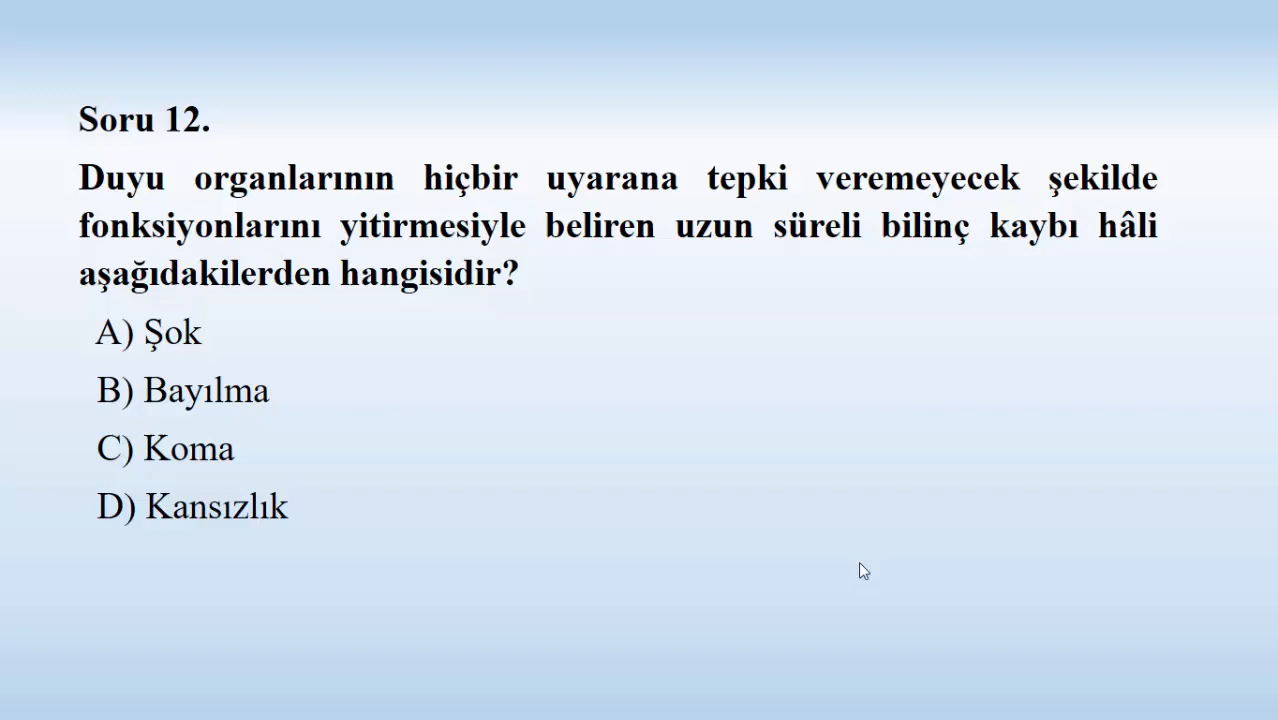 Soru 12.
Duyu organlarının hiçbir uyarana tepki veremeyecek şekilde
fonksiyonlarını yitirmesiyle beliren uzun süreli bilinç kaybı hâli
aşağıdakilerden hangisidir?
A) Şok
B) Bayılma
C) Koma
D) Kansızlık